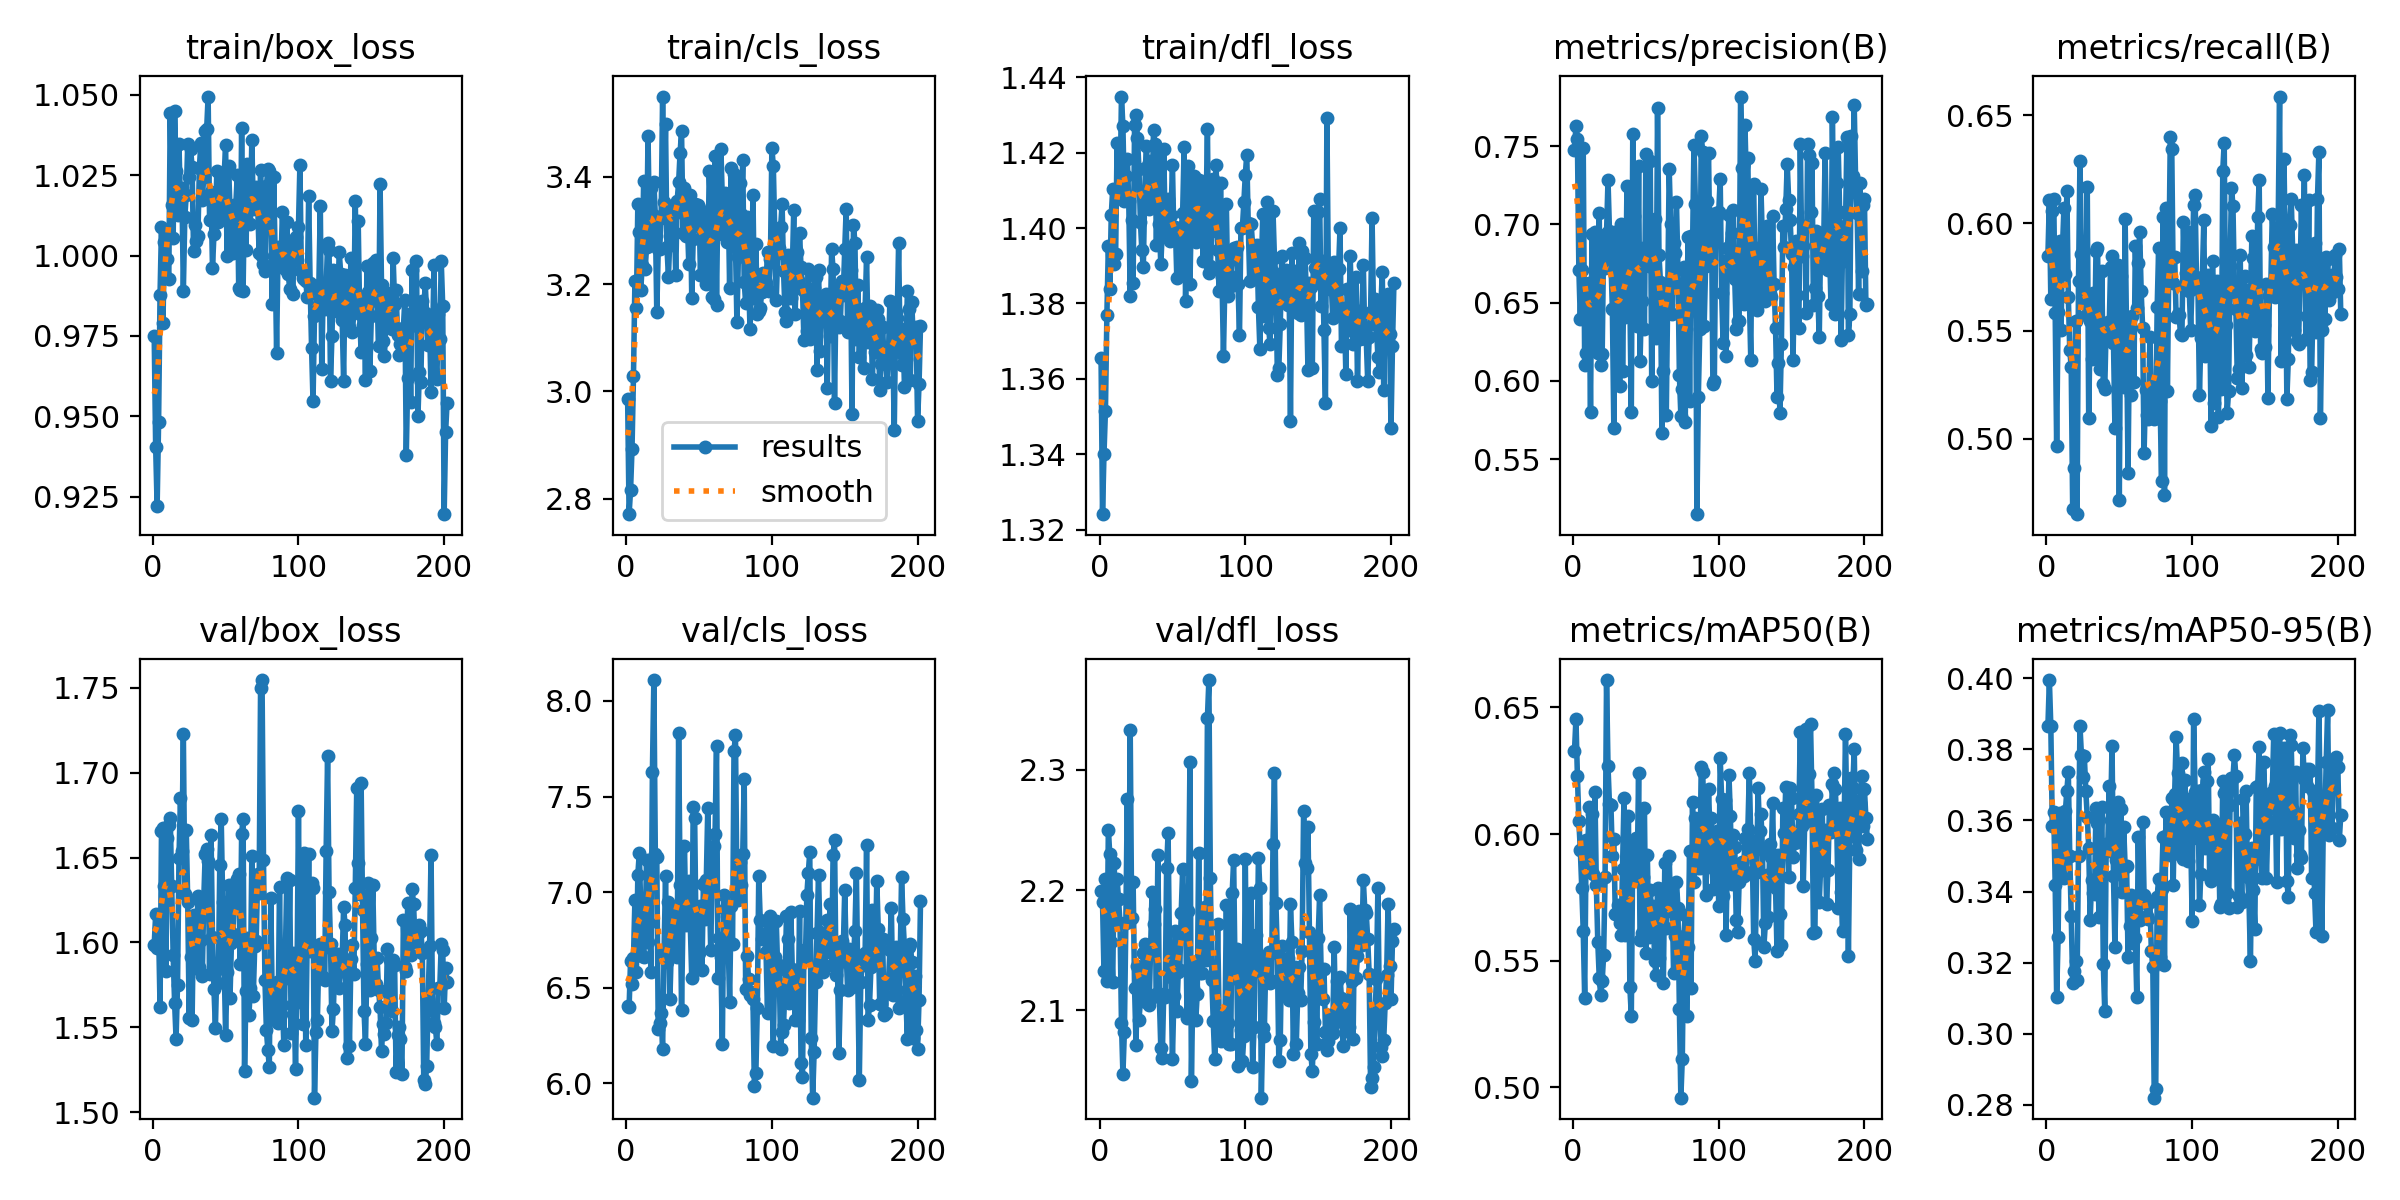 train/box_loss
1.050
1.025
1.000
0.975
0.950
0.925
0 100 200
train/cls_loss
3.4
3.2
3.0
2.8
results
smooth
0 100 200
train/dfl_loss
1.44
1.42
1.40
1.38
1.36
1.34
1.32
0 100 200
metrics/precision(B)
0.75
0.70
0.65
0.60
0.55
0 100 200
metrics/recall(B)
0.65
0.60
0.55
0.50
0 100 200
val/box_loss
1.75
1.70
1.65
1.60
1.55
1.50
0 100 200
val/cls_loss
8.0
7.5
7.0
6.5
6.0
0 100 200
val/dfl_loss
2.3
2.2
2.1
0 100 200
metrics/mAP50(B)
0.65
0.60
0.55
0.50
0 100 200
metrics/mAP50-95(B)
0.40
0.38
0.36
0.34
0.32
0.30
0.28
0 100 200